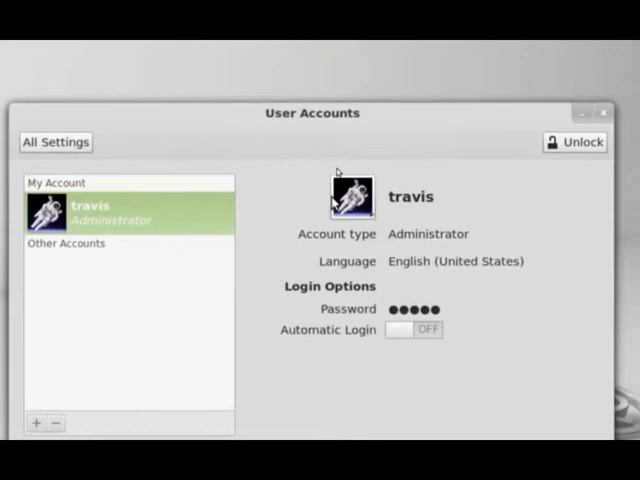 User Accounts
All Settings
Unlock
My Account
travis
Administrator
Other Accounts
travis
Account type Administrator
Language English (United States)
Login Options
Password ●●●●●
Automatic Login OFF